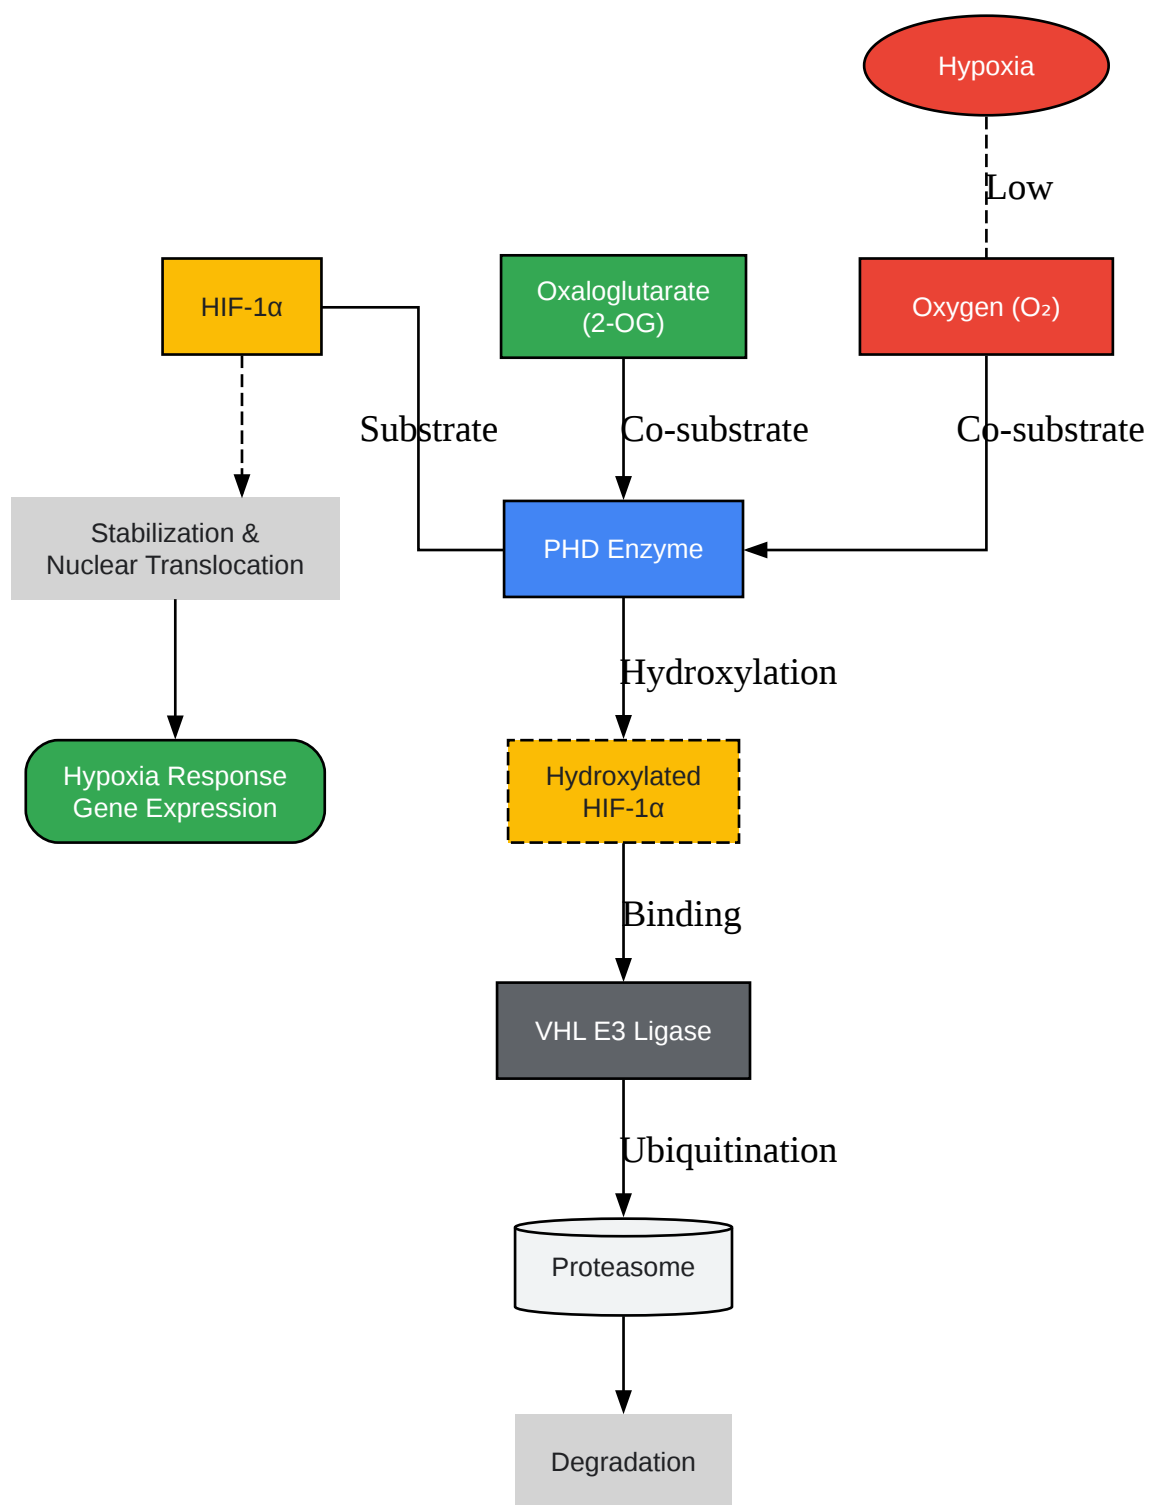 Hypoxia
Low
HIF-1α
Oxaloglutarate
(2-OG)
Oxygen (O₂)
Substrate
Co-substrate
Co-substrate
Stabilization &
Nuclear Translocation
PHD Enzyme
Hydroxylation
Hypoxia Response
Gene Expression
Hydroxylated
HIF-1α
Binding
VHL E3 Ligase
Ubiquitination
Proteasome
Degradation